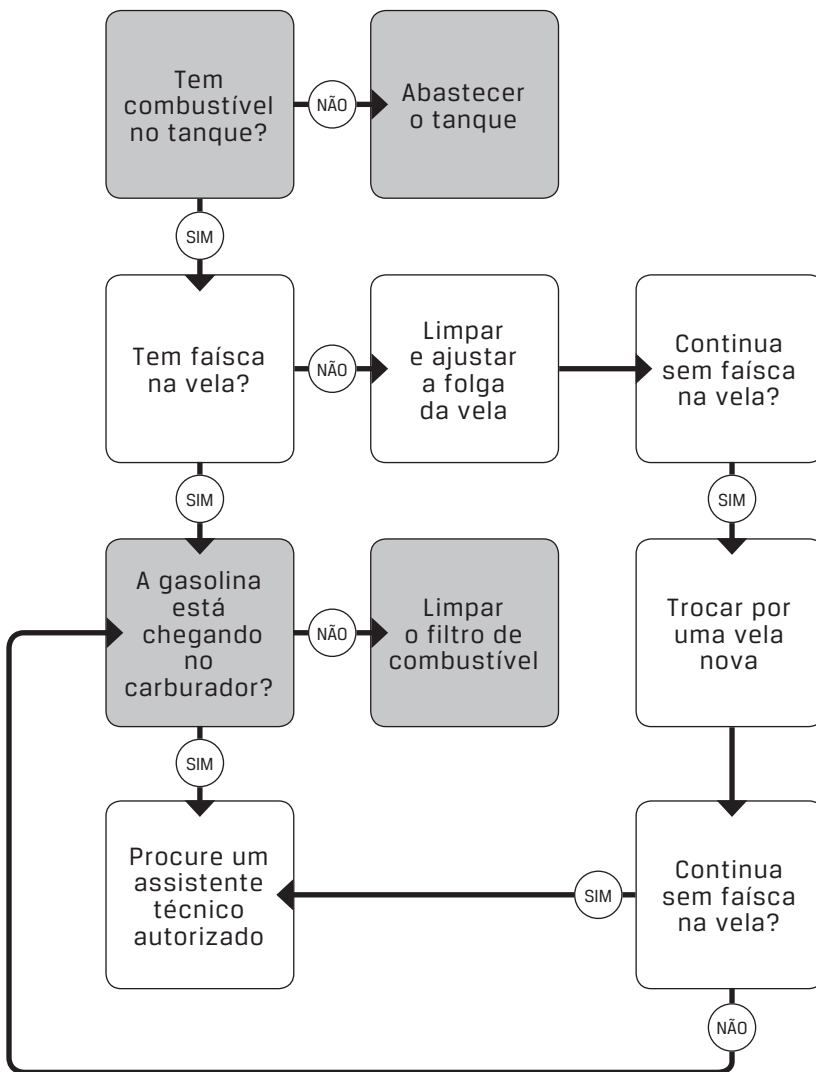 Tem
combustível
no tanque?
NÃO
Abastecer
o tanque
SIM
Tem faísca
na vela?
NÃO
Limpar
e ajustar
a folga
da vela
Continua
sem faísca
na vela?
SIM
SIM
A gasolina
está
chegando
no
carburador?
NÃO
Limpar
o filtro de
combustível
Trocar por
uma vela
nova
SIM
Procure um
assistente
técnico
autorizado
SIM
Continua
sem faísca
na vela?
NÃO